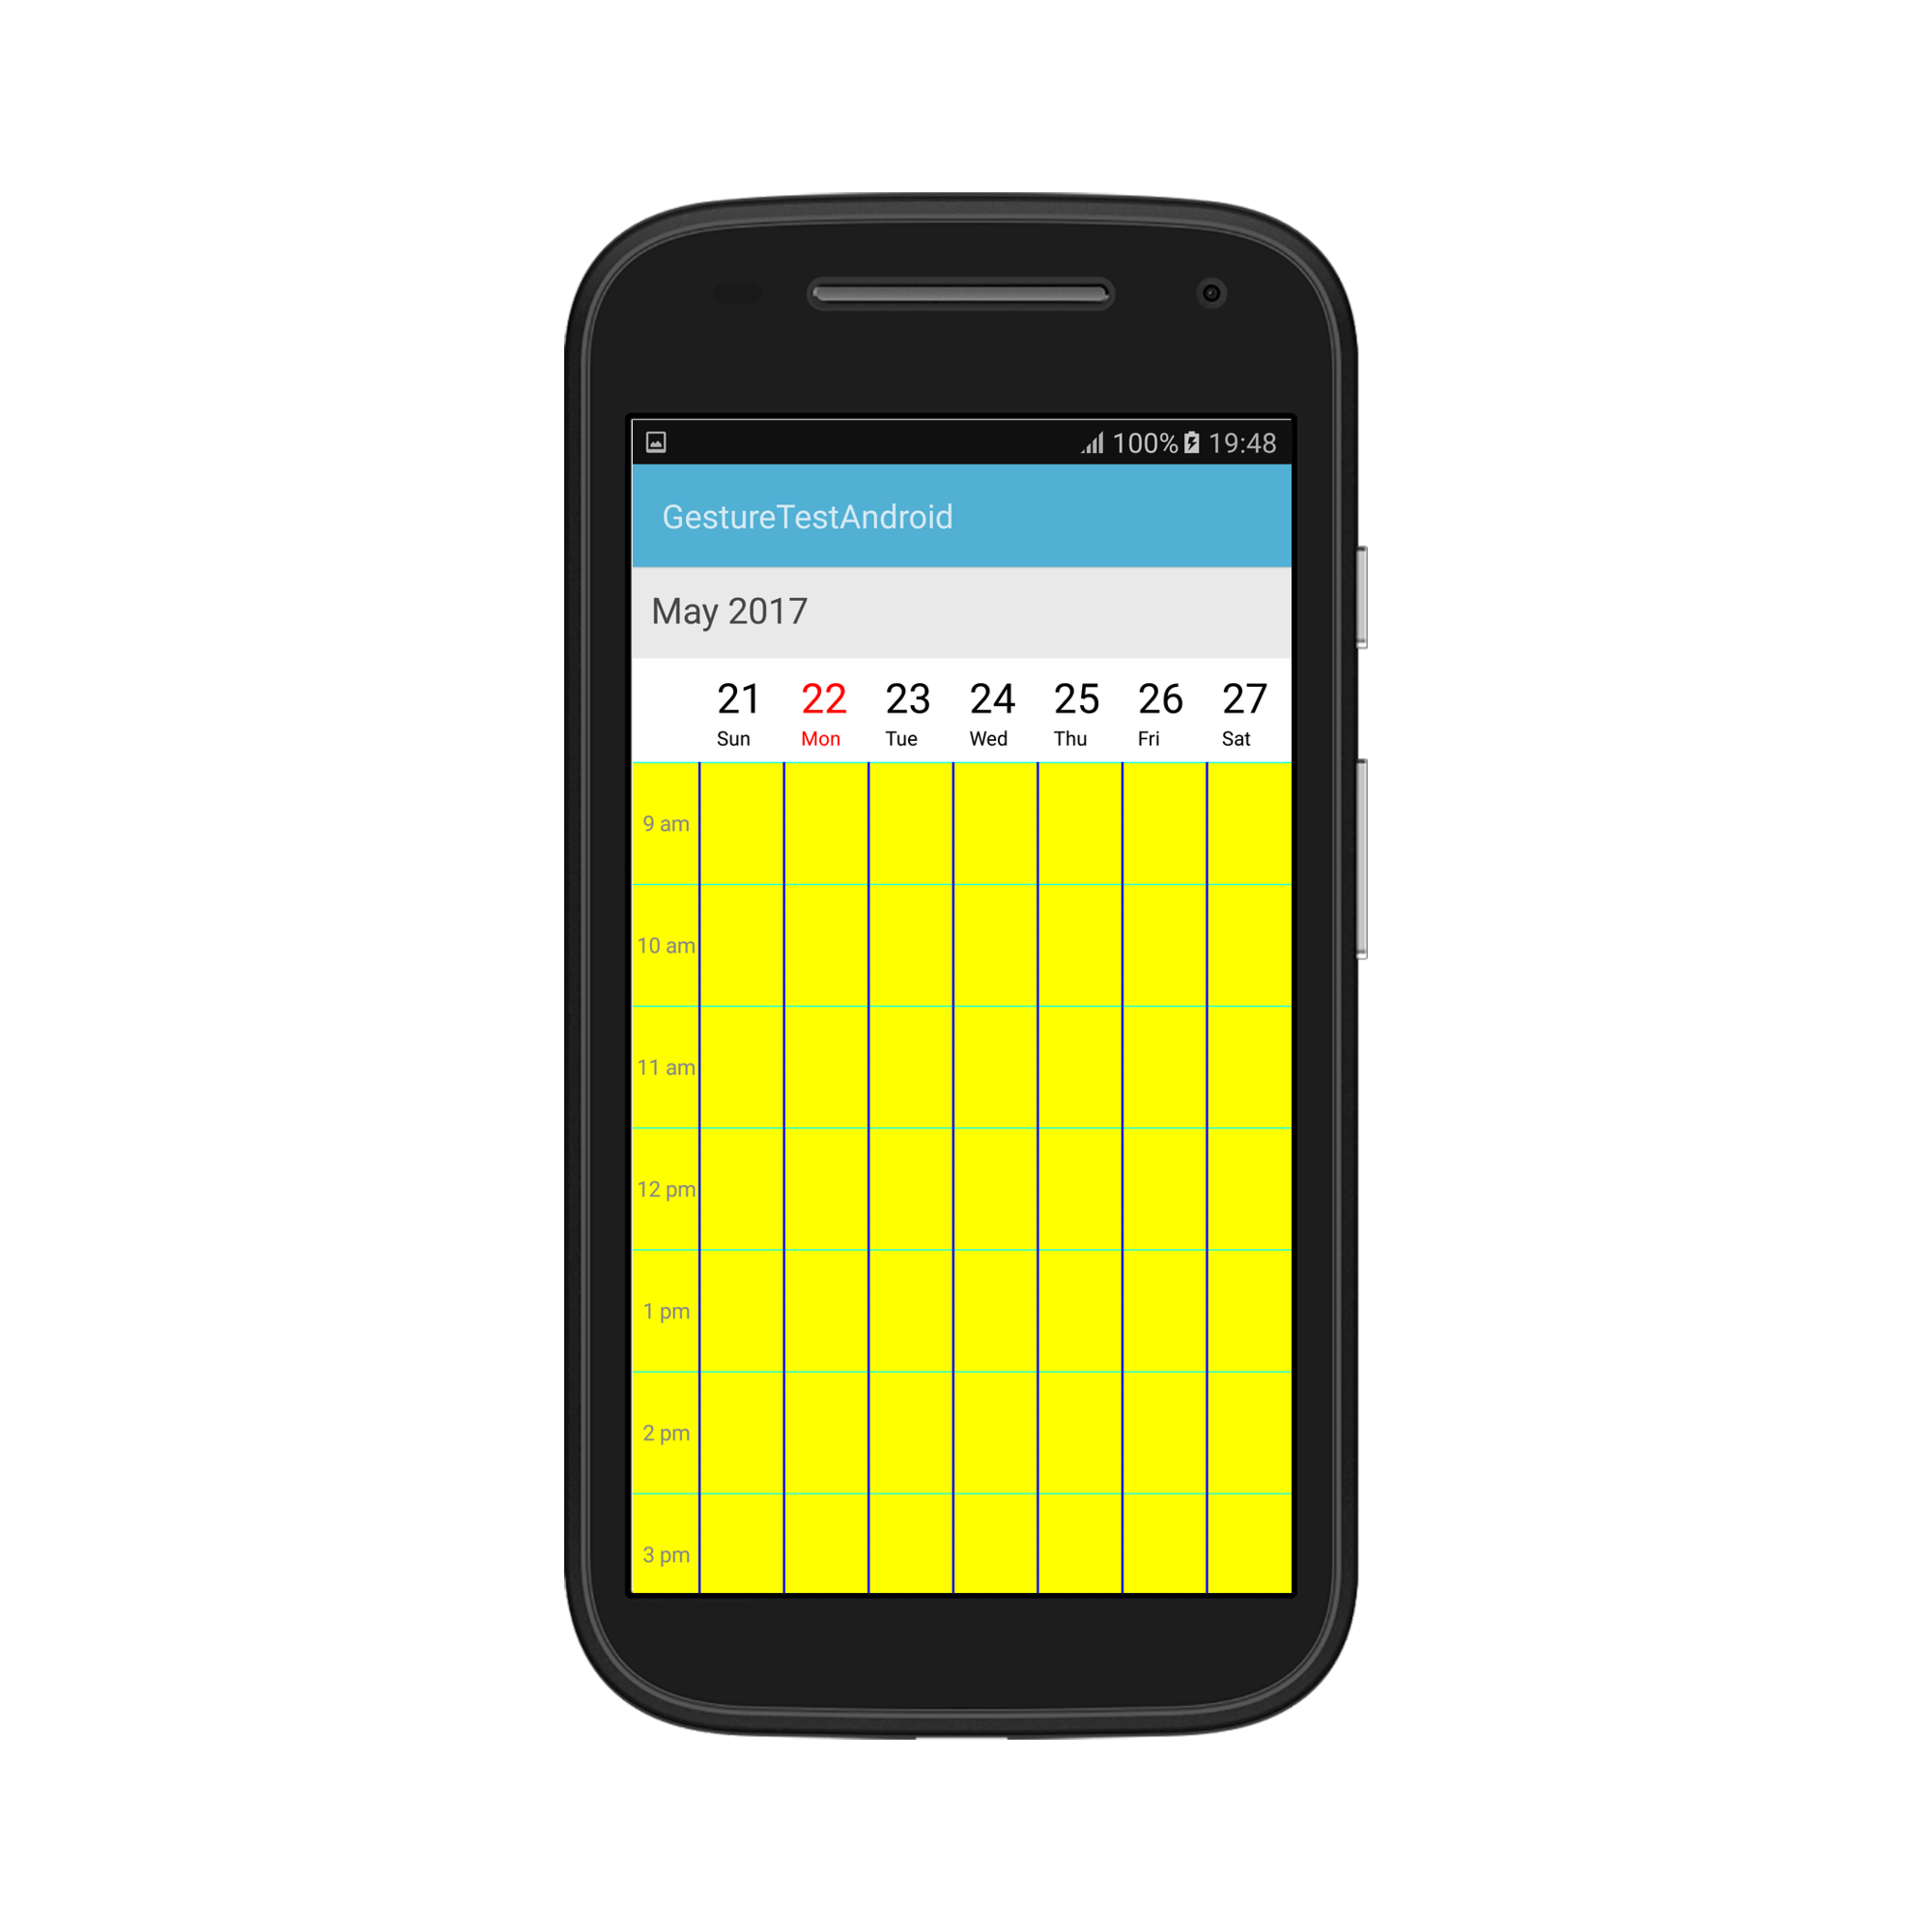 100% 19:48
GestureTestAndroid
May 2017
21 22 23 24 25 26 27
Sun Mon Tue Wed Thu Fri Sat
9 am
10 am
11 am
12 pm
1 pm
2 pm
3 pm